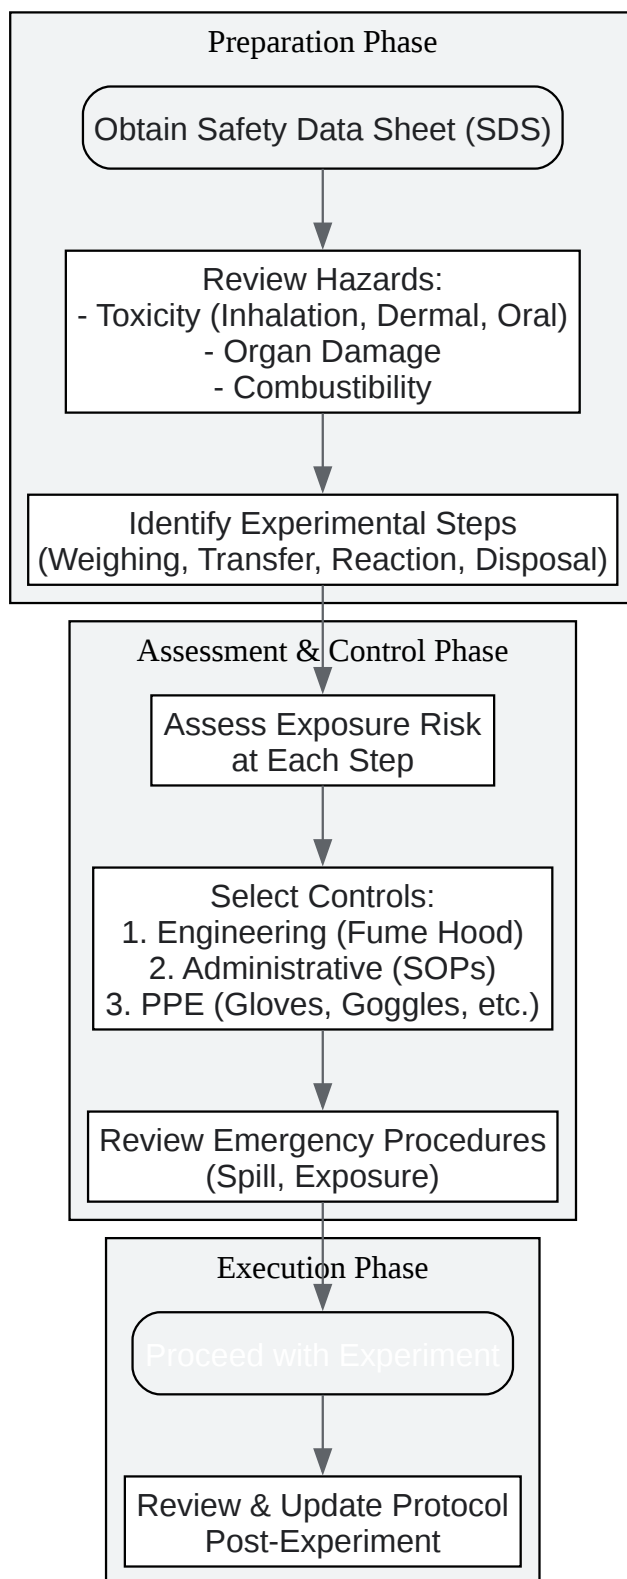 Preparation Phase
Obtain Safety Data Sheet (SDS)
Review Hazards:
- Toxicity (Inhalation, Dermal, Oral)
- Organ Damage
- Combustibility
Identify Experimental Steps
(Weighing, Transfer, Reaction, Disposal)
Assessment & Control Phase
Assess Exposure Risk
at Each Step
Select Controls:
1. Engineering (Fume Hood)
2. Administrative (SOPs)
3. PPE (Gloves, Goggles, etc.)
Review Emergency Procedures
(Spill, Exposure)
Execution Phase
Proceed with Experiment
Review & Update Protocol
Post-Experiment